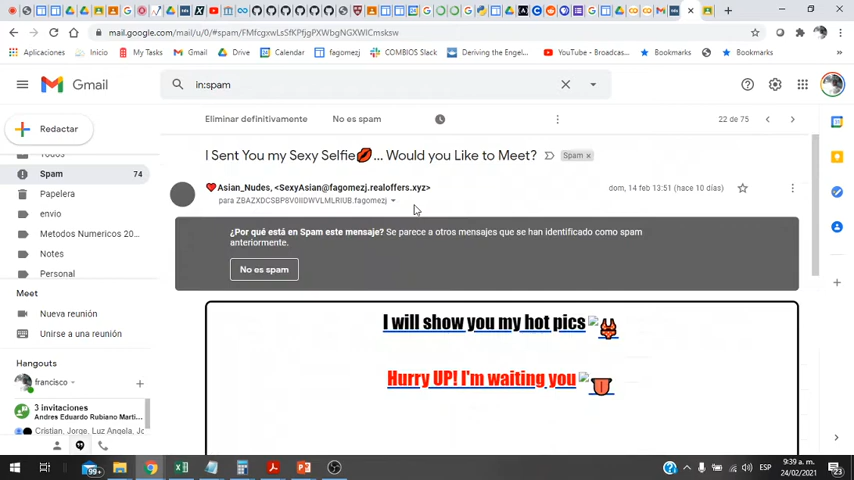 mail.google.com/mail/u/0/#spam/FMfcgxwLsSfKPfjgPXWbgNGXWlCmsksw
Aplicaciones Inicio My Tasks Gmail Drive Calendar fagomezj COMBIOS Slack Deriving the Engel... YouTube - Broadcas... Bookmarks Bookmarks
Gmail
in:spam
Redactar
Eliminar definitivamente No es spam
22 de 75
I Sent You my Sexy Selfie💋... Would you Like to Meet?
Spam ×
Todos
Spam 74
Papelera
envio
Metodos Numericos 20...
Notes
Personal
❤Asian_Nudes, <SexyAsian@fagomezj.realoffers.xyz>
dom, 14 feb 13:51 (hace 10 días)
¿Por qué está en Spam este mensaje? Se parece a otros mensajes que se han identificado como spam
anteriormente.
No es spam
I will show you my hot pics
Hurry UP! I'm waiting you
Meet
Nueva reunión
Unirse a una reunión
Hangouts
francisco
3 invitaciones
Andres Eduardo Rubiano Martí...
Cristian, Jorge, Luz Angela, J
99+
ESP
9:39 a. m.
24/02/2021
23